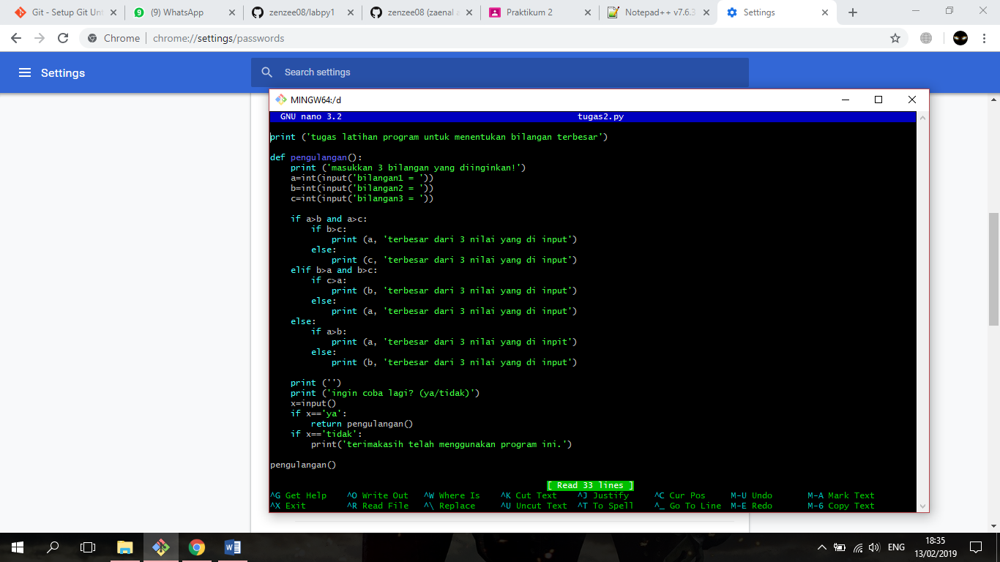 Git - Setup Git Un
(9) WhatsApp
zenzee08/labpy1
zenzee08 (zaenal a
Praktikum 2
Notepad++ v7.6.3
Settings
Chrome
chrome://settings/passwords
Settings
Search settings
MINGW64:/d
GNU nano 3.2 tugas2.py
print ('tugas latihan program untuk menentukan bilangan terbesar')
def pengulangan():
    print ('masukkan 3 bilangan yang diinginkan!')
    a=int(input('bilangan1 = '))
    b=int(input('bilangan2 = '))
    c=int(input('bilangan3 = '))
    if a>b and a>c:
        if b>c:
            print (a, 'terbesar dari 3 nilai yang di input')
        else:
            print (c, 'terbesar dari 3 nilai yang di input')
    elif b>a and b>c:
        if c>a:
            print (b, 'terbesar dari 3 nilai yang di input')
        else:
            print (a, 'terbesar dari 3 nilai yang di input')
    else:
        if a>b:
            print (a, 'terbesar dari 3 nilai yang di inpit')
        else:
            print (b, 'terbesar dari 3 nilai yang di input')
    print ('')
    print ('ingin coba lagi? (ya/tidak)')
    x=input()
    if x=='ya':
        return pengulangan()
    if x=='tidak':
        print('terimakasih telah menggunakan program ini.')
pengulangan()
[ Read 33 lines ]
^G Get Help ^O Write Out ^W Where Is ^K Cut Text ^J Justify ^C Cur Pos M-U Undo M-A Mark Text
^X Exit ^R Read File ^\ Replace ^U Uncut Text ^T To Spell ^_ Go To Line M-E Redo M-6 Copy Text
ENG
18:35
13/02/2019